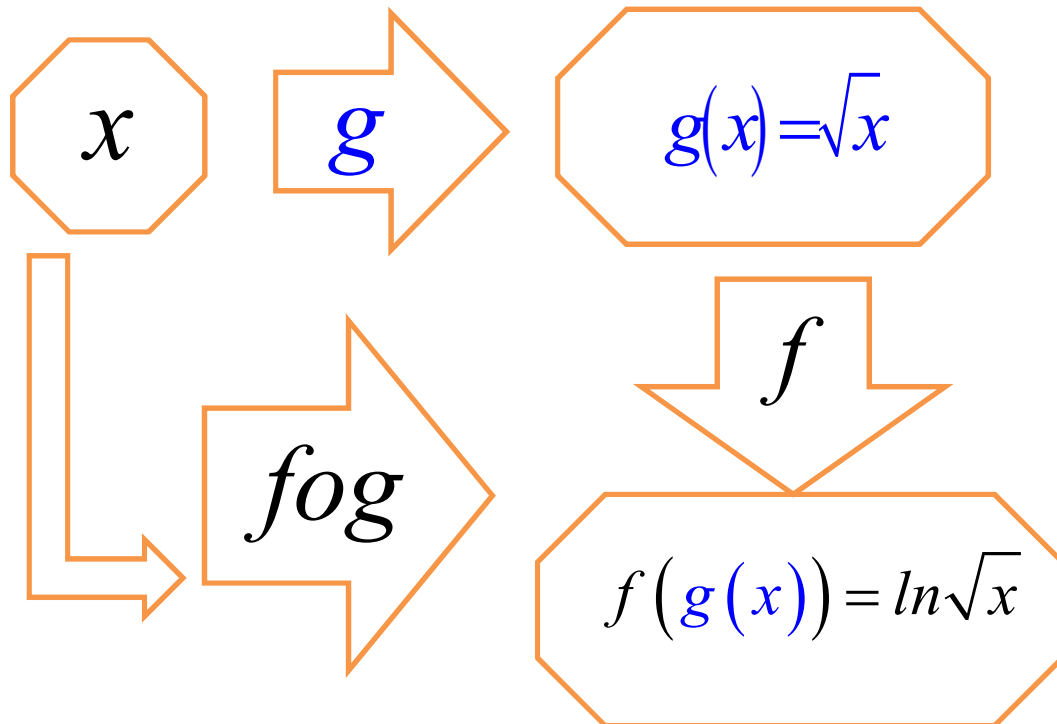 x
g
g(x)=√x
f
fog
f(g(x))=ln√x